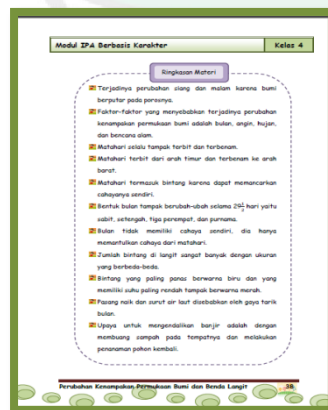 Modul IPA Berbasis Karakter
Kelas 4
Ringkasan Materi
Terjadinya perubahan siang dan malam karena bumi
berputar pada porosnya.
Faktor-faktor yang menyebabkan terjadinya perubahan
kenampakan permukaan bumi adalah bulan, angin, hujan,
dan bencana alam.
Matahari selalu tampak terbit dan terbenam.
Matahari terbit dari arah timur dan terbenam ke arah
barat.
Matahari termasuk bintang karena dapat memancarkan
cahayanya sendiri.
Bentuk bulan tampak berubah-ubah selama 29 hari yaitu
sabit, setengah, tiga perempat, dan purnama.
Bulan tidak memiliki cahaya sendiri, dia hanya
memantulkan cahaya dari matahari.
Jumlah bintang di langit sangat banyak dengan ukuran
yang berbeda-beda.
Bintang yang paling panas berwarna biru dan yang
memiliki suhu paling rendah tampak berwarna merah.
Pasang naik dan surut air laut disebabkan oleh gaya tarik
bulan.
Upaya untuk mengendalikan banjir adalah dengan
membuang sampah pada tempatnya dan melakukan
penanaman pohon kembali.
Perubahan Kenampakan Permukaan Bumi dan Benda Langit